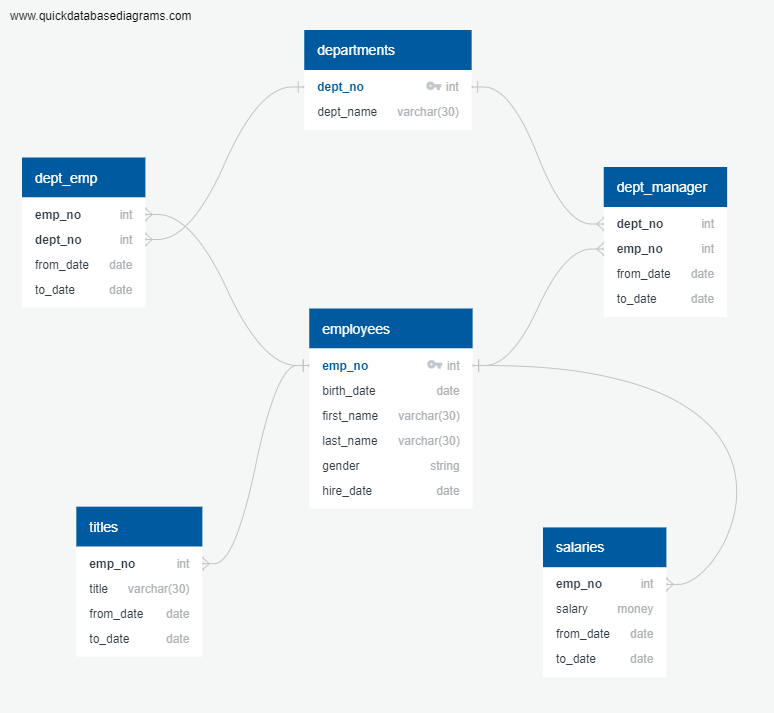 www.quickdatabasediagrams.com
departments
dept_no int
dept_name varchar(30)
dept_emp
emp_no int
dept_no int
from_date date
to_date date
dept_manager
dept_no int
emp_no int
from_date date
to_date date
employees
emp_no int
birth_date date
first_name varchar(30)
last_name varchar(30)
gender string
hire_date date
titles
emp_no int
title varchar(30)
from_date date
to_date date
salaries
emp_no int
salary money
from_date date
to_date date